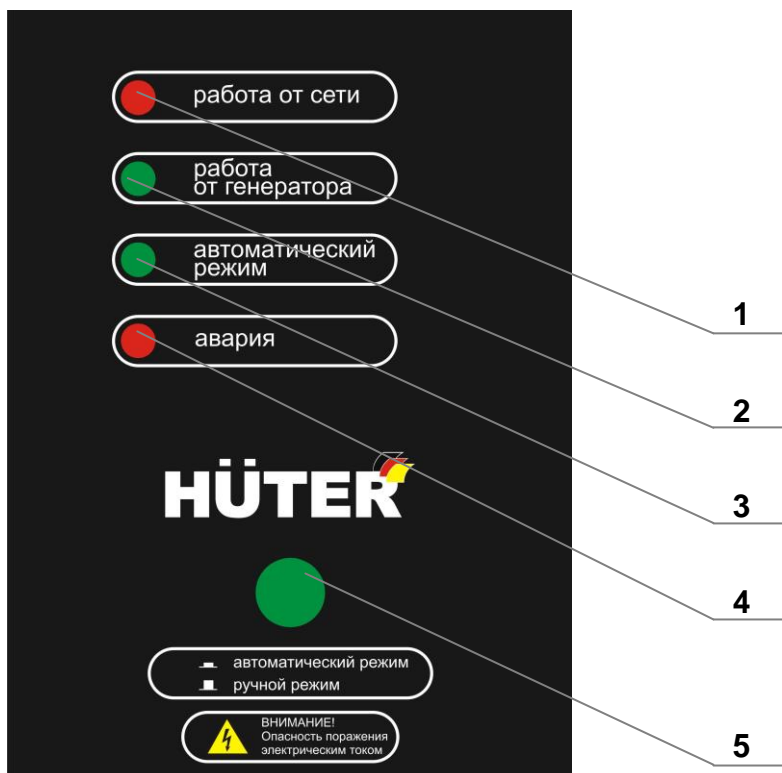 работа от сети
работа
от генератора
автоматический
режим
авария
1
2
3
4
5
HÜTER
автоматический режим
ручной режим
ВНИМАНИЕ!
Опасность поражения
электрическим током